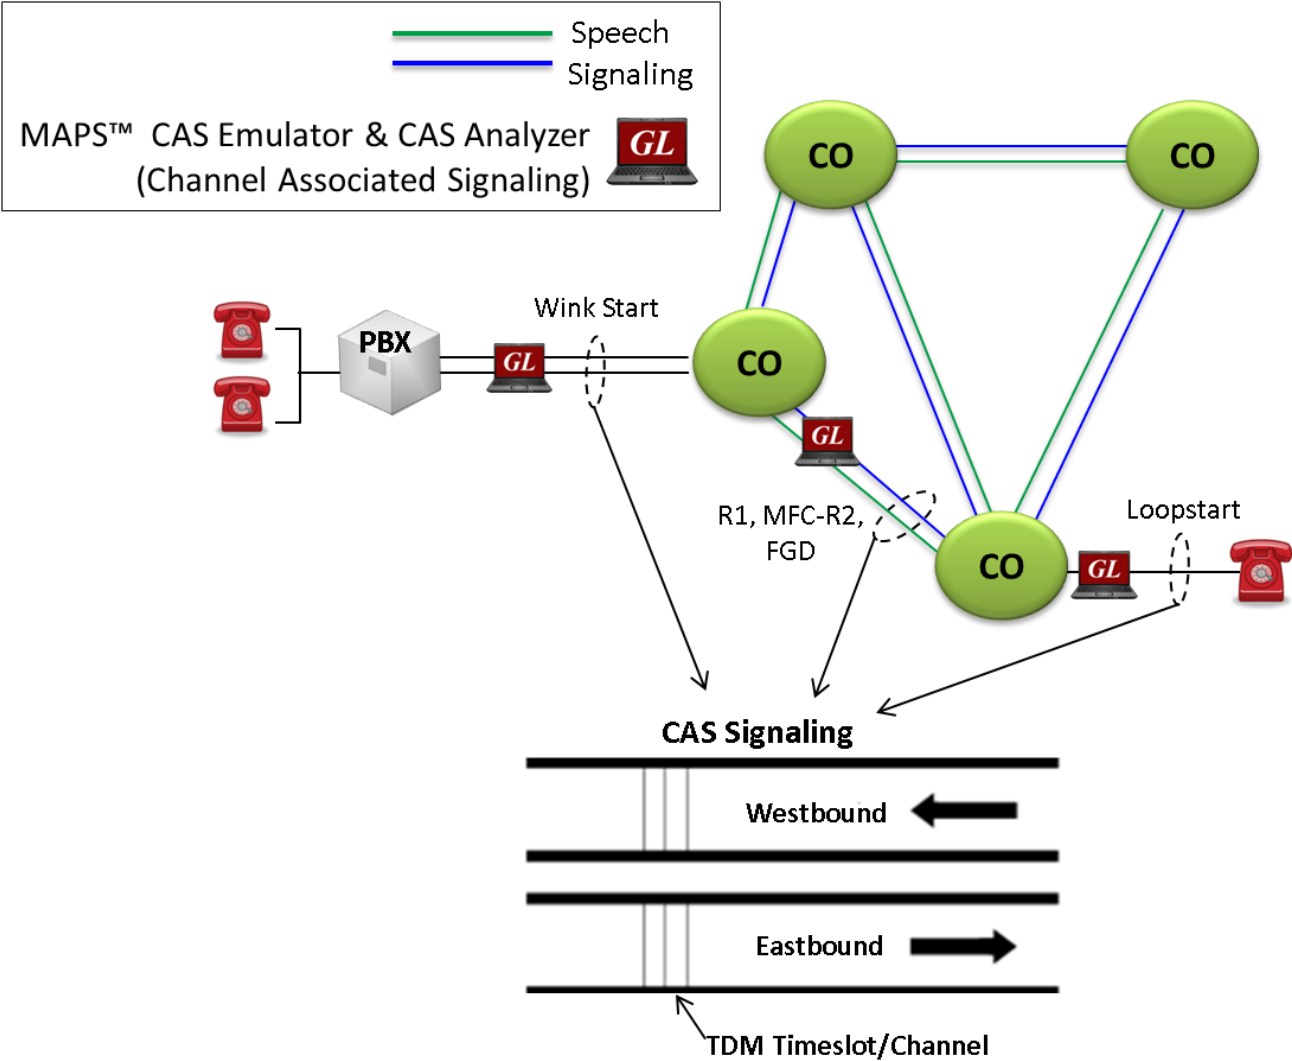 Speech
Signaling
MAPS™ CAS Emulator & CAS Analyzer
(Channel Associated Signaling)
GL
CO
CO
Wink Start
PBX
GL
CO
GL
R1, MFC-R2,
FGD
Loopstart
CO
GL
CAS Signaling
Westbound
Eastbound
TDM Timeslot/Channel